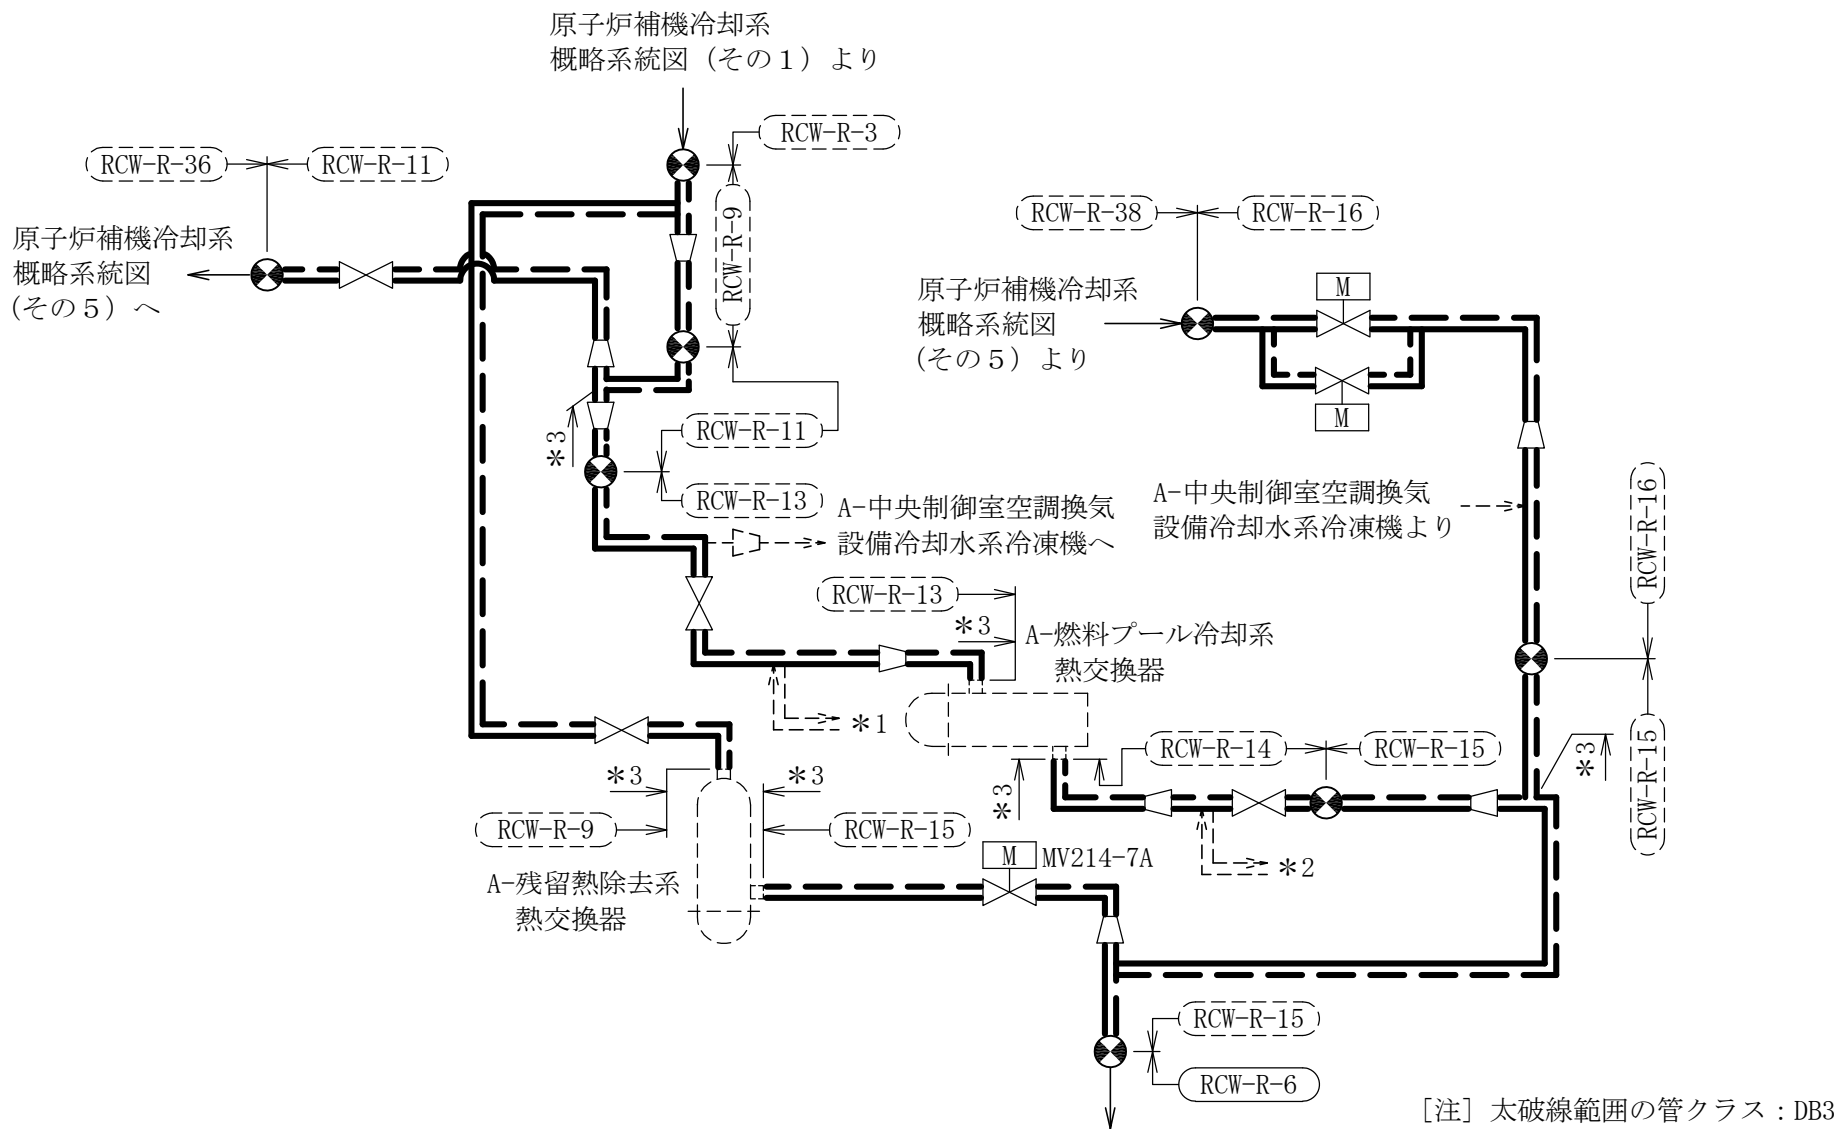 原子炉補機冷却系
概略系統図（その１）より
RCW-R-3
RCW-R-36
RCW-R-11
RCW-R-9
原子炉補機冷却系
概略系統図
(その５）へ
RCW-R-38
RCW-R-16
原子炉補機冷却系
概略系統図
(その５）より
M
M
＊3
RCW-R-11
RCW-R-13
A-中央制御室空調換気
設備冷却水系冷凍機へ
A-中央制御室空調換気
設備冷却水系冷凍機より
RCW-R-16
RCW-R-13
＊3
A-燃料プール冷却系
熱交換器
＊1
RCW-R-14
RCW-R-15
＊3
RCW-R-15
＊3
＊3
＊3
RCW-R-9
RCW-R-15
M
MV214-7A
＊2
A-残留熱除去系
熱交換器
RCW-R-15
RCW-R-6
［注］太破線範囲の管クラス：DB3